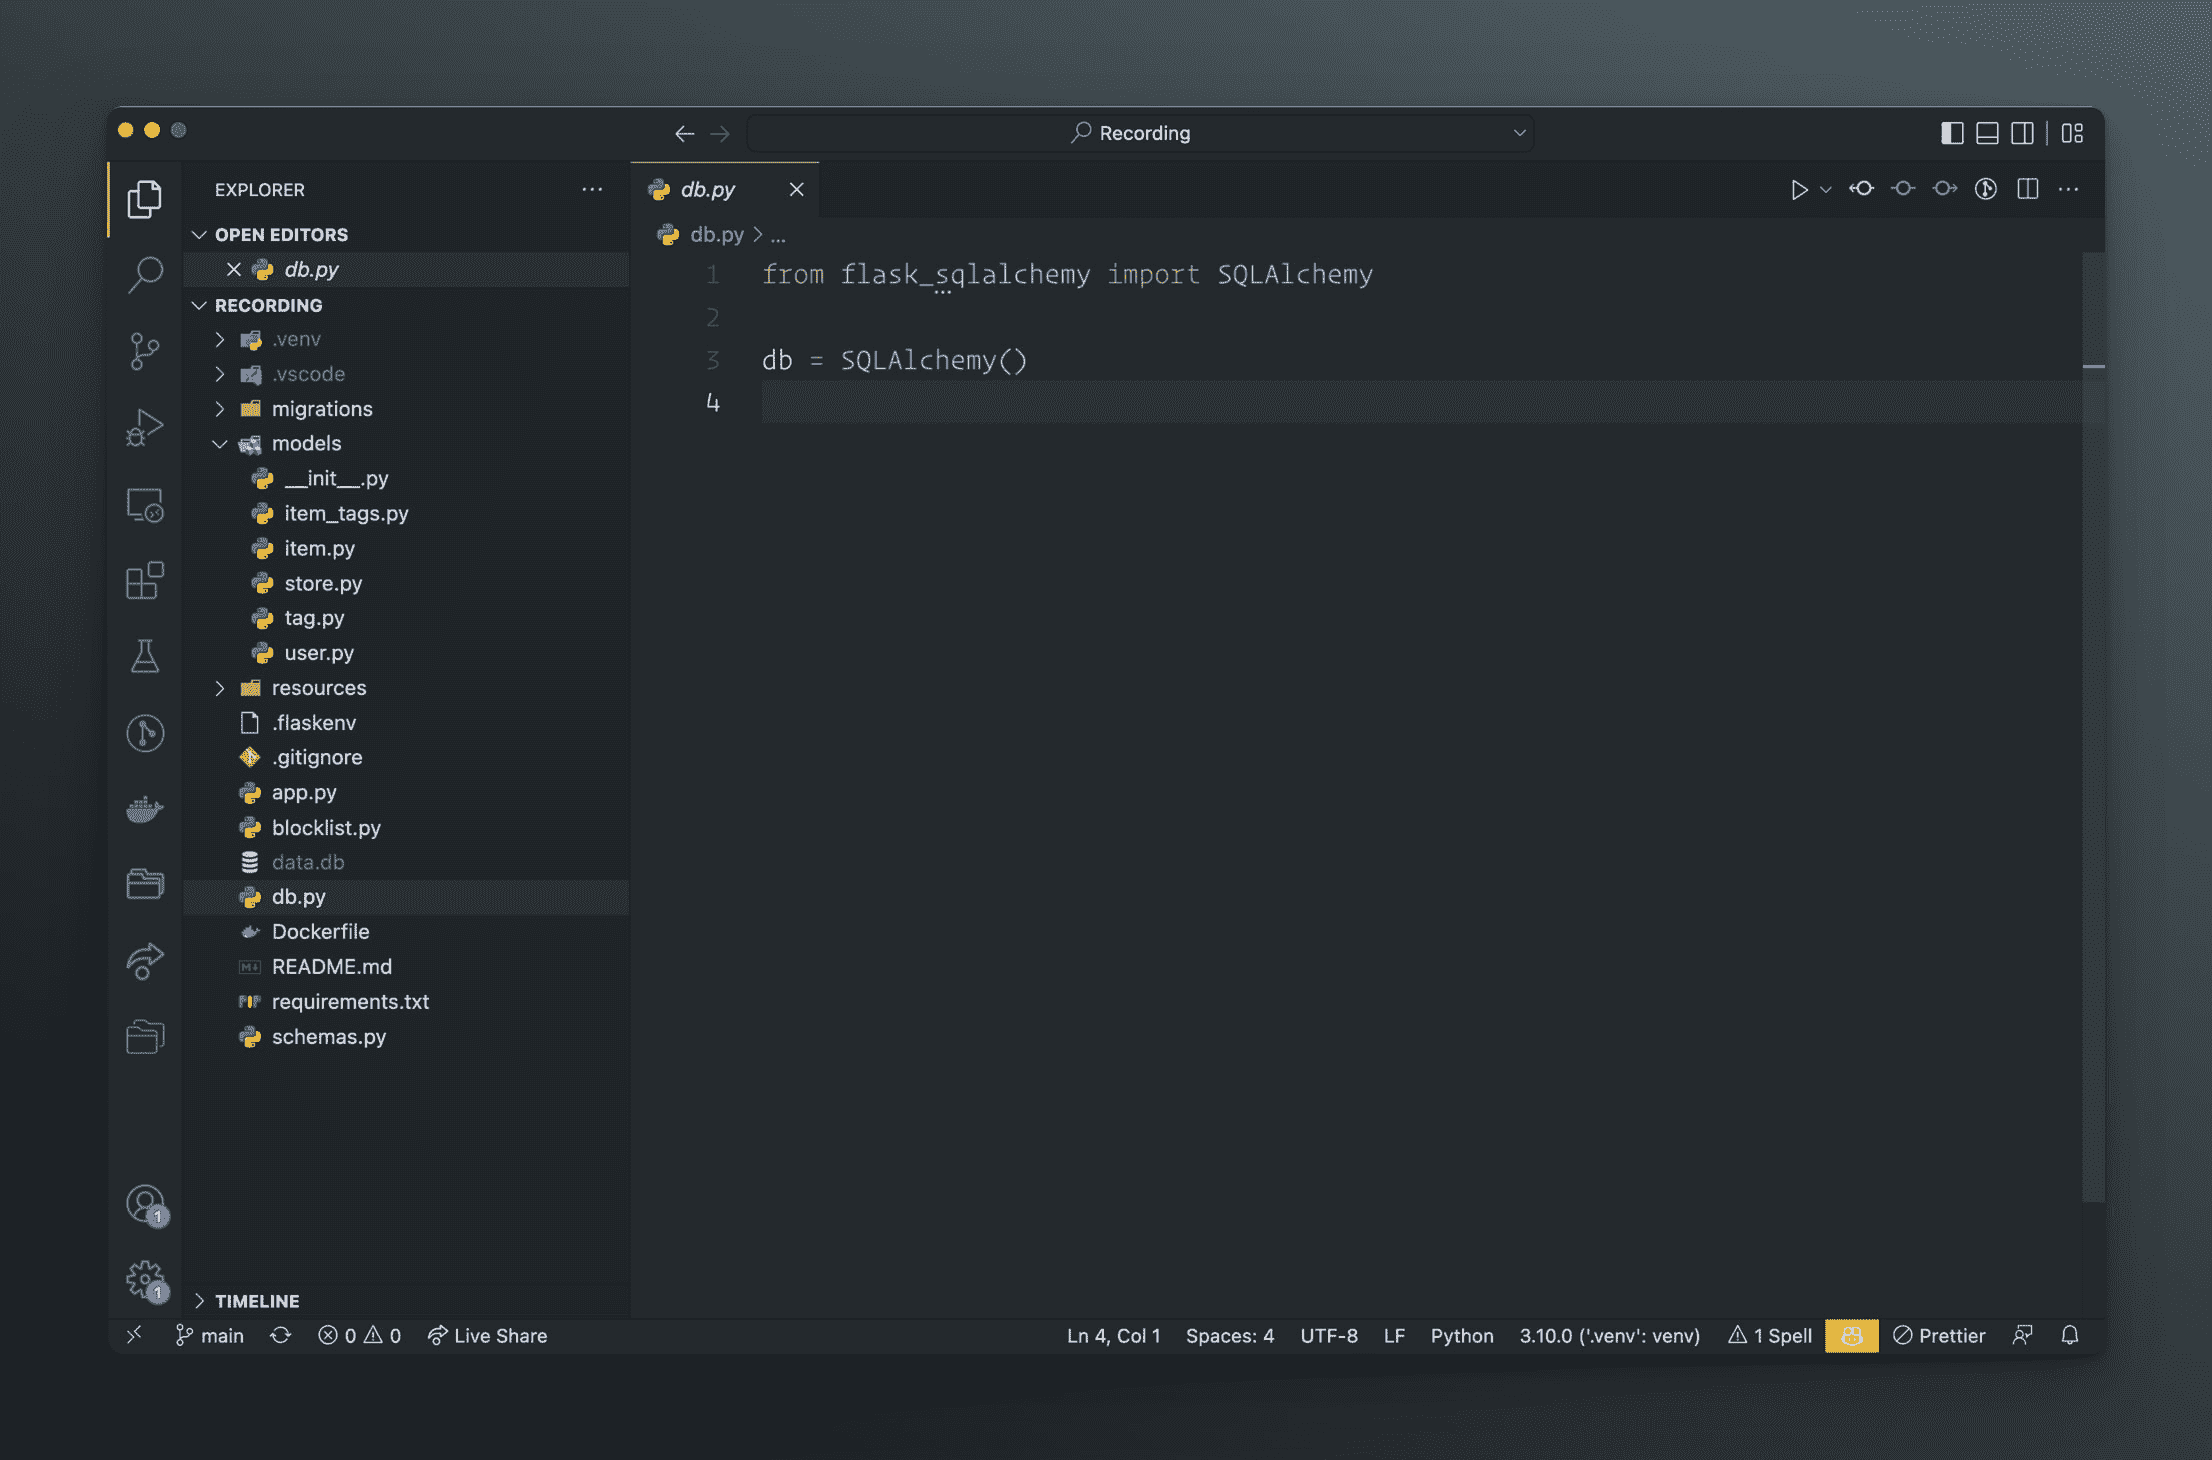 Recording
EXPLORER
OPEN EDITORS
db.py
RECORDING
.venv
.vscode
migrations
models
__init__.py
item_tags.py
item.py
store.py
tag.py
user.py
resources
.flaskenv
.gitignore
app.py
blocklist.py
data.db
db.py
Dockerfile
README.md
requirements.txt
schemas.py
TIMELINE
db.py
db.py > ...
1 from flask_sqlalchemy import SQLAlchemy
2
3 db = SQLAlchemy()
4
1
1
main 0 0 Live Share
Ln 4, Col 1 Spaces: 4 UTF-8 LF Python 3.10.0 ('.venv': venv) 1 Spell Prettier